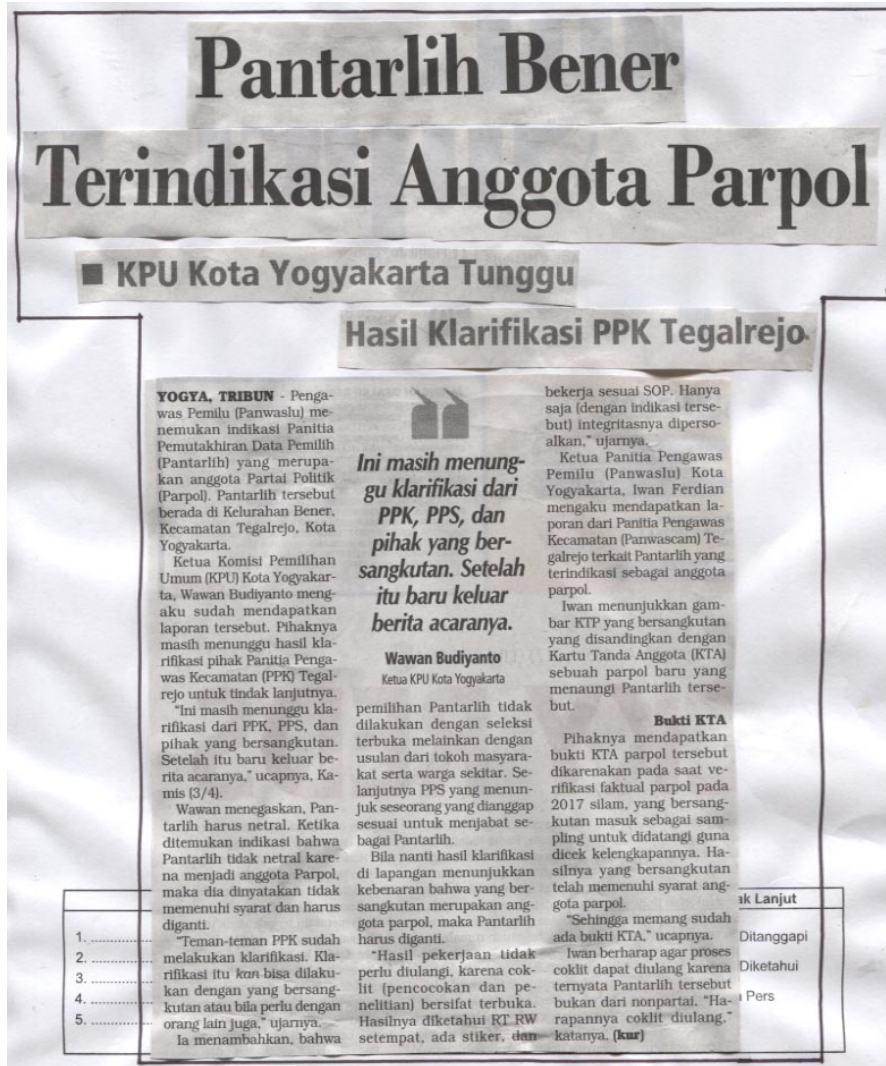 Pantarlih Bener
Terindikasi Anggota Parpol
■ KPU Kota Yogyakarta Tunggu
Hasil Klarifikasi PPK Tegalrejo
YOGYA, TRIBUN - Penga-
was Pemilu (Panwaslu) me-
nemukan indikasi Panitia
Pemutakhiran Data Pemilih
(Pantarlih) yang merupa-
kan anggota Partai Politik
(Parpol). Pantarlih tersebut
berada di Kelurahan Bener,
Kecamatan Tegalrejo, Kota
Yogyakarta.
Ketua Komisi Pemilihan
Umum (KPU) Kota Yogyakar-
ta, Wawan Budiyanto meng-
aku sudah mendapatkan
laporan tersebut. Pihaknya
masih menunggu hasil kla-
rifikasi pihak Panitia Penga-
was Kecamatan (PPK) Tegal-
rejo untuk tindak lanjutnya.
"Ini masih menunggu kla-
rifikasi dari PPK, PPS, dan
pihak yang bersangkutan.
Setelah itu baru keluar be-
rita acaranya," ucapnya, Ka-
mis (3/4).
Wawan menegaskan, Pan-
tarlih harus netral. Ketika
ditemukan indikasi bahwa
Pantarlih tidak netral kare-
na menjadi anggota Parpol,
maka dia dinyatakan tidak
memenuhi syarat dan harus
diganti.
"Teman-teman PPK sudah
melakukan klarifikasi. Kla-
rifikasi itu kan bisa dilaku-
kan dengan yang bersang-
kutan atau bila perlu dengan
orang lain juga," ujarnya.
Ia menambahkan, bahwa
Ini masih menung-
gu klarifikasi dari
PPK, PPS, dan
pihak yang ber-
sangkutan. Setelah
itu baru keluar
berita acaranya.
Wawan Budiyanto
Ketua KPU Kota Yogyakarta
pemilihan Pantarlih tidak
dilakukan dengan seleksi
terbuka melainkan dengan
usulan dari tokoh masyara-
kat serta warga sekitar. Se-
lanjutnya PPS yang menun-
juk seseorang yang dianggap
sesuai untuk menjabat se-
bagai Pantarlih.
Bila nanti hasil klarifikasi
di lapangan menunjukkan
kebenaran bahwa yang ber-
sangkutan merupakan ang-
gota parpol, maka Pantarlih
harus diganti.
"Hasil pekerjaan tidak
perlu diulangi, karena cok-
lit (pencocokan dan pe-
nelitian) bersifat terbuka.
Hasilnya diketahui RT RW
setempat, ada stiker, dan
bekerja sesuai SOP. Hanya
saja (dengan indikasi terse-
but) integritasnya diperso-
alkan," ujarnya.
Ketua Panitia Pengawas
Pemilu (Panwaslu) Kota
Yogyakarta, Iwan Ferdian
mengaku mendapatkan la-
poran dari Panitia Pengawas
Kecamatan (Panwascam) Te-
galrejo terkait Pantarlih yang
terindikasi sebagai anggota
parpol.
Iwan menunjukkan gam-
bar KTP yang bersangkutan
yang disandingkan dengan
Kartu Tanda Anggota (KTA)
sebuah parpol baru yang
menaungi Pantarlih terse-
but.
Bukti KTA
Pihaknya mendapatkan
bukti KTA parpol tersebut
dikarenakan pada saat ve-
rifikasi faktual parpol pada
2017 silam, yang bersang-
kutan masuk sebagai sam-
pling untuk didatangi guna
dicek kelengkapannya. Ha-
silnya yang bersangkutan
telah memenuhi syarat ang-
gota parpol.
"Sehingga memang sudah
ada bukti KTA," ucapnya.
Iwan berharap agar proses
coklit dapat diulang karena
ternyata Pantarlih tersebut
bukan dari nonpartai. "Ha-
rapannya coklit diulang,"
katanya. (kur)
1. ....................
2. ....................
3. ....................
4. ....................
5. ....................
ak Lanjut
Ditanggapi
Diketahui
Pers